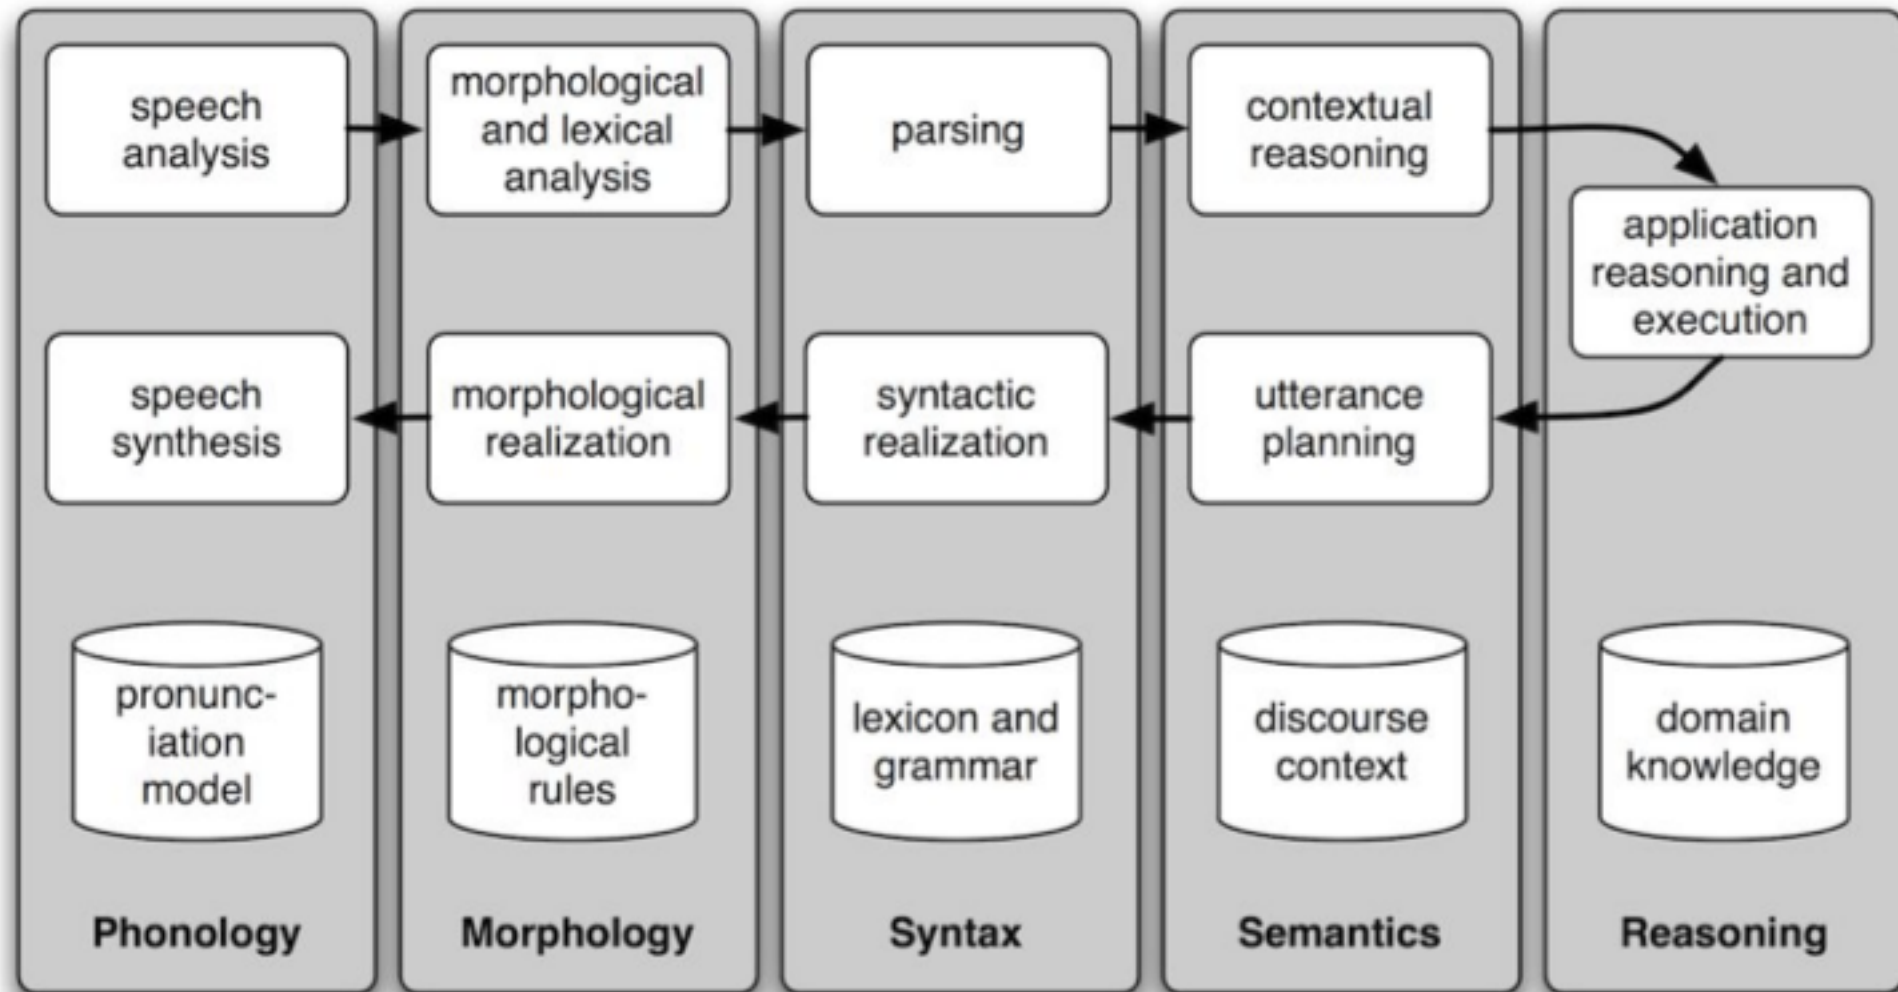 speech
analysis
morphological
and lexical
analysis
parsing
contextual
reasoning
application
reasoning and
execution
speech
synthesis
morphological
realization
syntactic
realization
utterance
planning
pronunc-
iation
model
morpho-
logical
rules
lexicon and
grammar
discourse
context
domain
knowledge
Phonology
Morphology
Syntax
Semantics
Reasoning